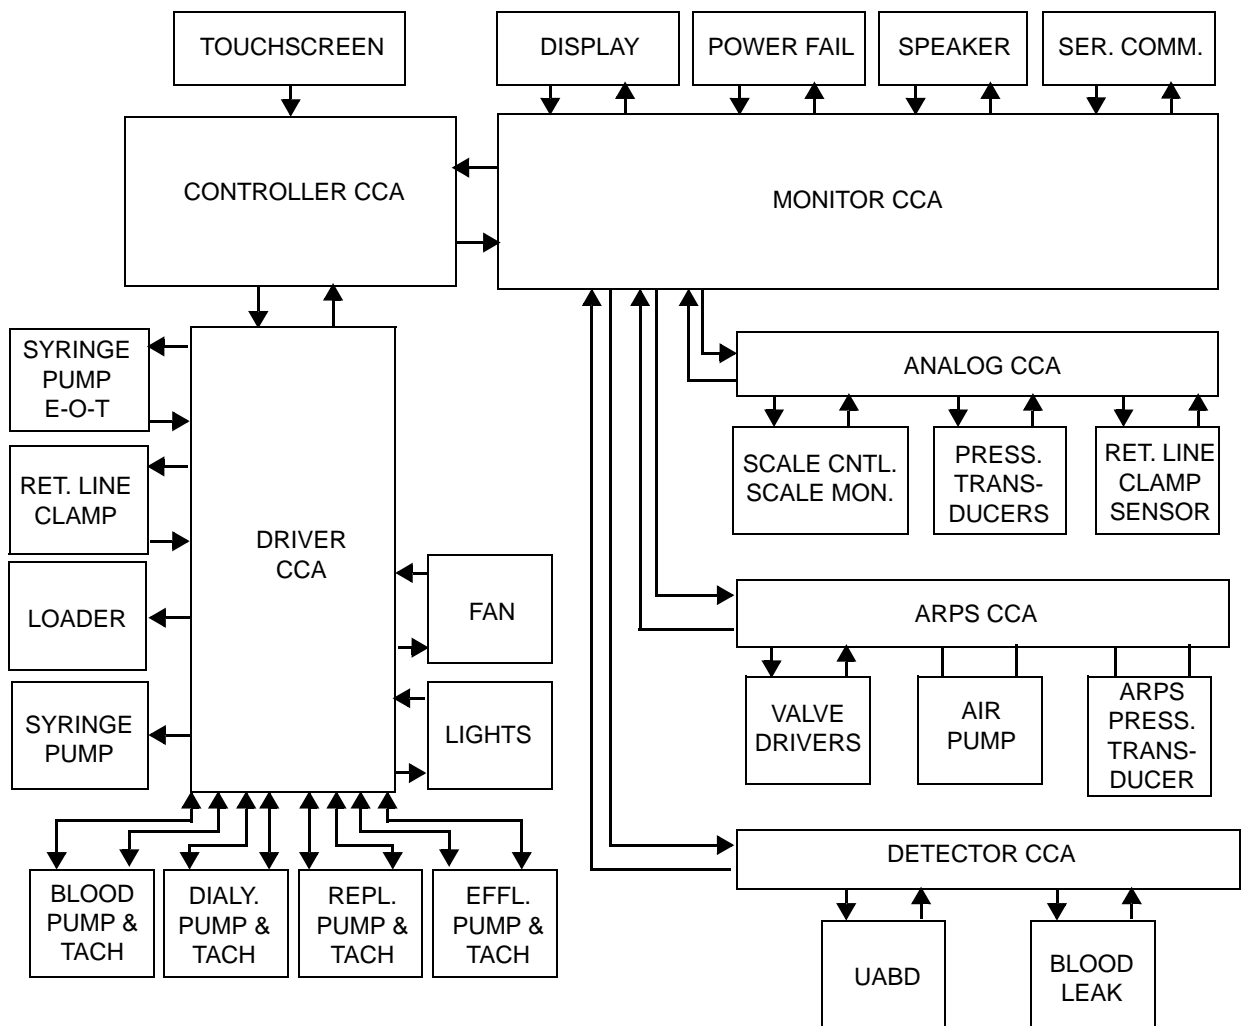 TOUCHSCREEN
DISPLAY
POWER FAIL
SPEAKER
SER. COMM.
CONTROLLER CCA
MONITOR CCA
SYRINGE
PUMP
E-O-T
RET. LINE
CLAMP
LOADER
SYRINGE
PUMP
DRIVER
CCA
FAN
LIGHTS
BLOOD
PUMP &
TACH
DIALY.
PUMP &
TACH
REPL.
PUMP &
TACH
EFFL.
PUMP &
TACH
ANALOG CCA
SCALE CNTL.
SCALE MON.
PRESS.
TRANS-
DUCERS
RET. LINE
CLAMP
SENSOR
ARPS CCA
VALVE
DRIVERS
AIR
PUMP
ARPS
PRESS.
TRANS-
DUCER
DETECTOR CCA
UABD
BLOOD
LEAK